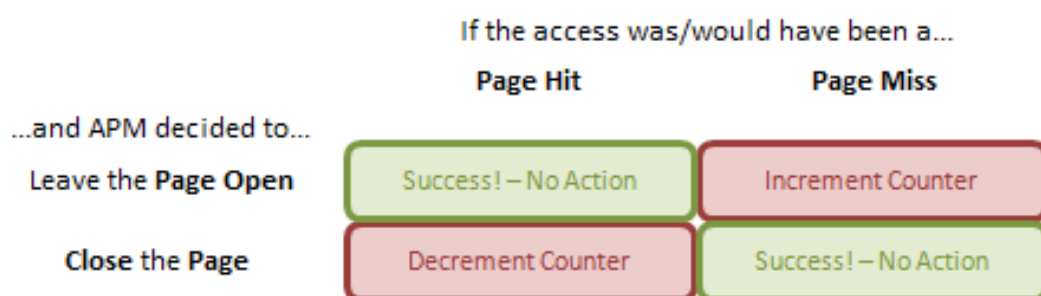 If the access was/would have been a...
Page Hit Page Miss
...and APM decided to...
Leave the Page Open Success! – No Action Increment Counter
Close the Page Decrement Counter Success! – No Action